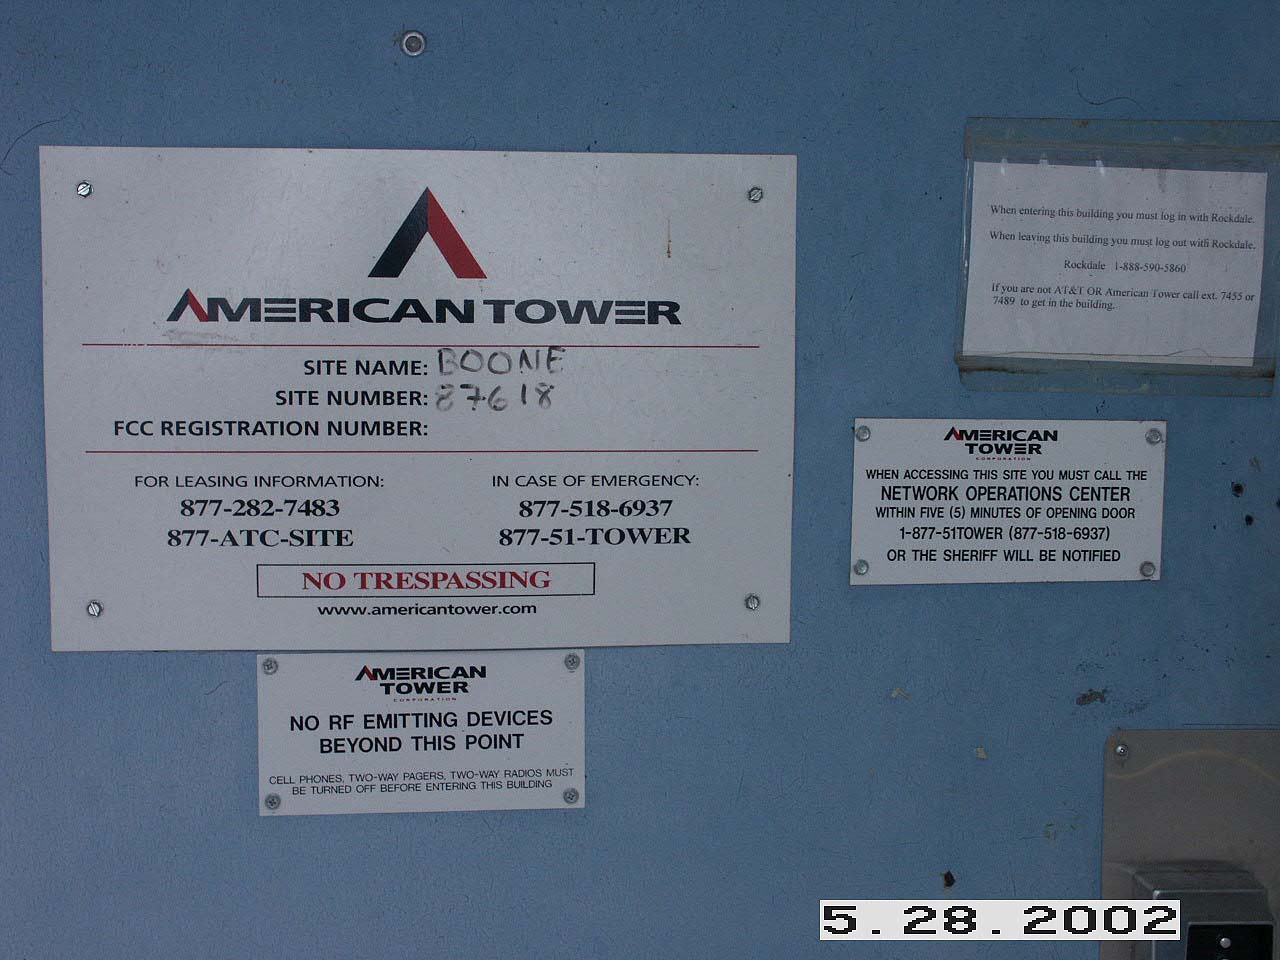 AMERICAN TOWER
SITE NAME: BOONE
SITE NUMBER: 87618
FCC REGISTRATION NUMBER:
FOR LEASING INFORMATION:
877-282-7483
877-ATC-SITE
IN CASE OF EMERGENCY:
877-518-6937
877-51-TOWER
NO TRESPASSING
www.americantower.com
When entering this building you must log in with Rockdale.
When leaving this building you must log out with Rockdale.
Rockdale 1-888-590-5860
If you are not AT&T OR American Tower call ext. 7455 or
7489 to get in the building.
AMERICAN
TOWER
CORPORATION
WHEN ACCESSING THIS SITE YOU MUST CALL THE
NETWORK OPERATIONS CENTER
WITHIN FIVE (5) MINUTES OF OPENING DOOR
1-877-51TOWER (877-518-6937)
OR THE SHERIFF WILL BE NOTIFIED
AMERICAN
TOWER
CORPORATION
NO RF EMITTING DEVICES
BEYOND THIS POINT
CELL PHONES, TWO-WAY PAGERS, TWO-WAY RADIOS MUST
BE TURNED OFF BEFORE ENTERING THIS BUILDING
5.28.2002